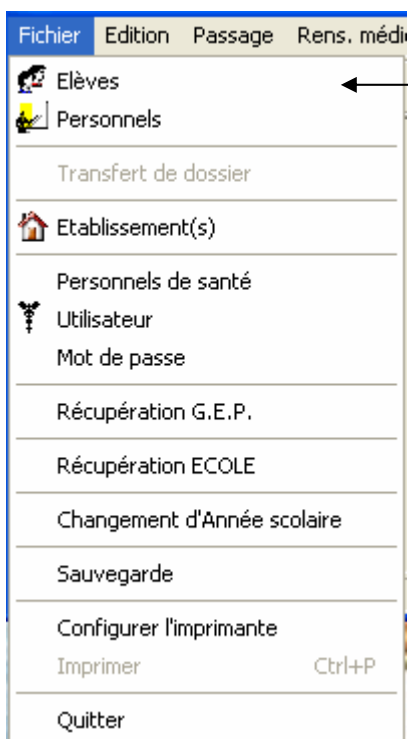 Fichier Edition Passage Rens. médi
Elèves
Personnels
Transfert de dossier
Etablissement(s)
Personnels de santé
Utilisateur
Mot de passe
Récupération G.E.P.
Récupération ECOLE
Changement d'Année scolaire
Sauvegarde
Configurer l'imprimante
Imprimer Ctrl+P
Quitter